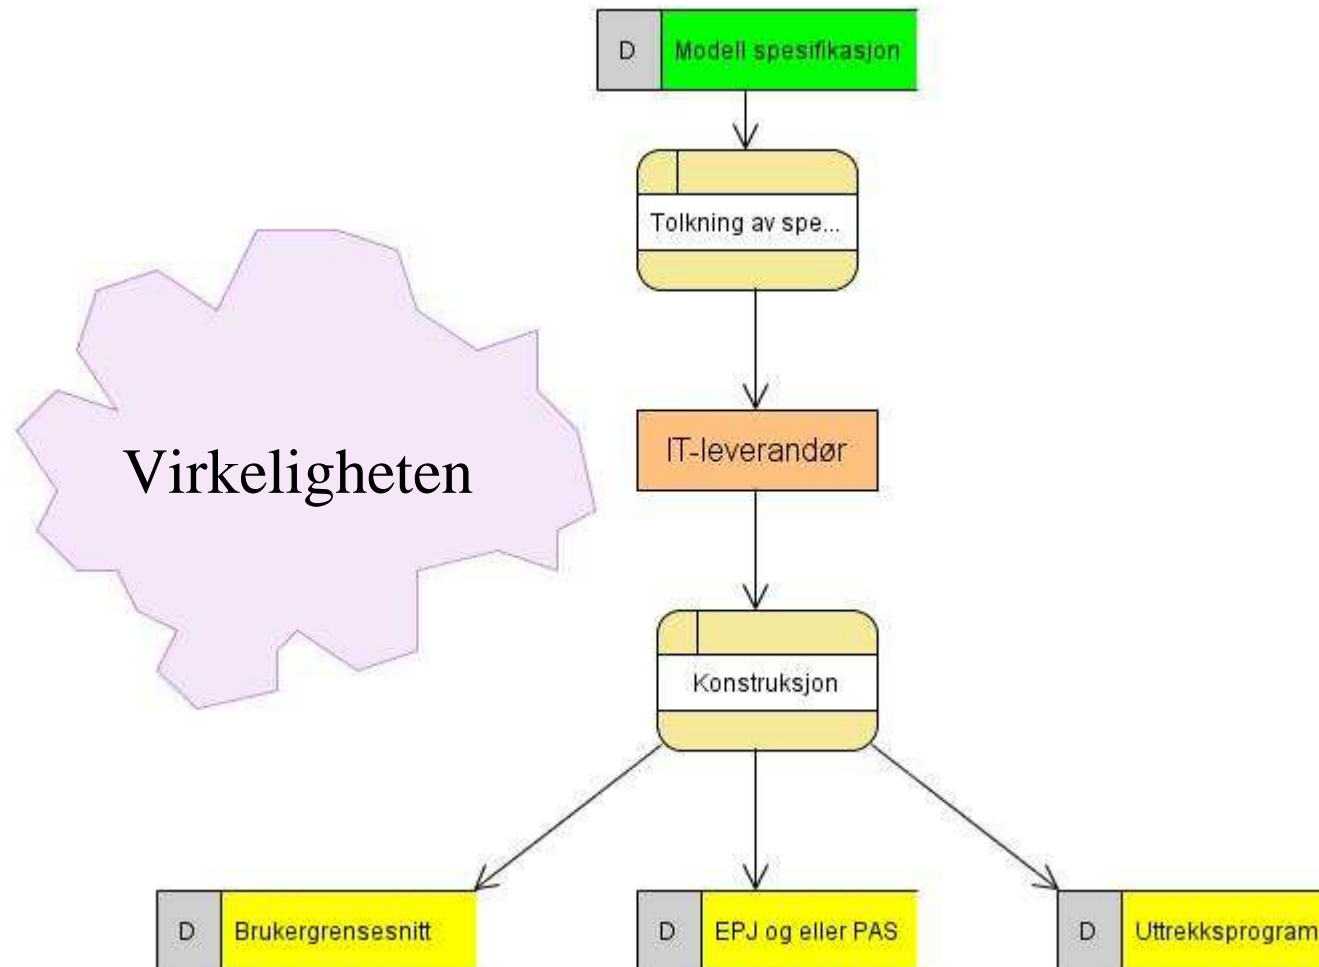 D Modell spesifikasjon
Tolkning av spe...
Virkeligheten
IT-leverandør
Konstruksjon
D Brukergrensesnitt
D EPJ og eller PAS
D Uttrekksprogram